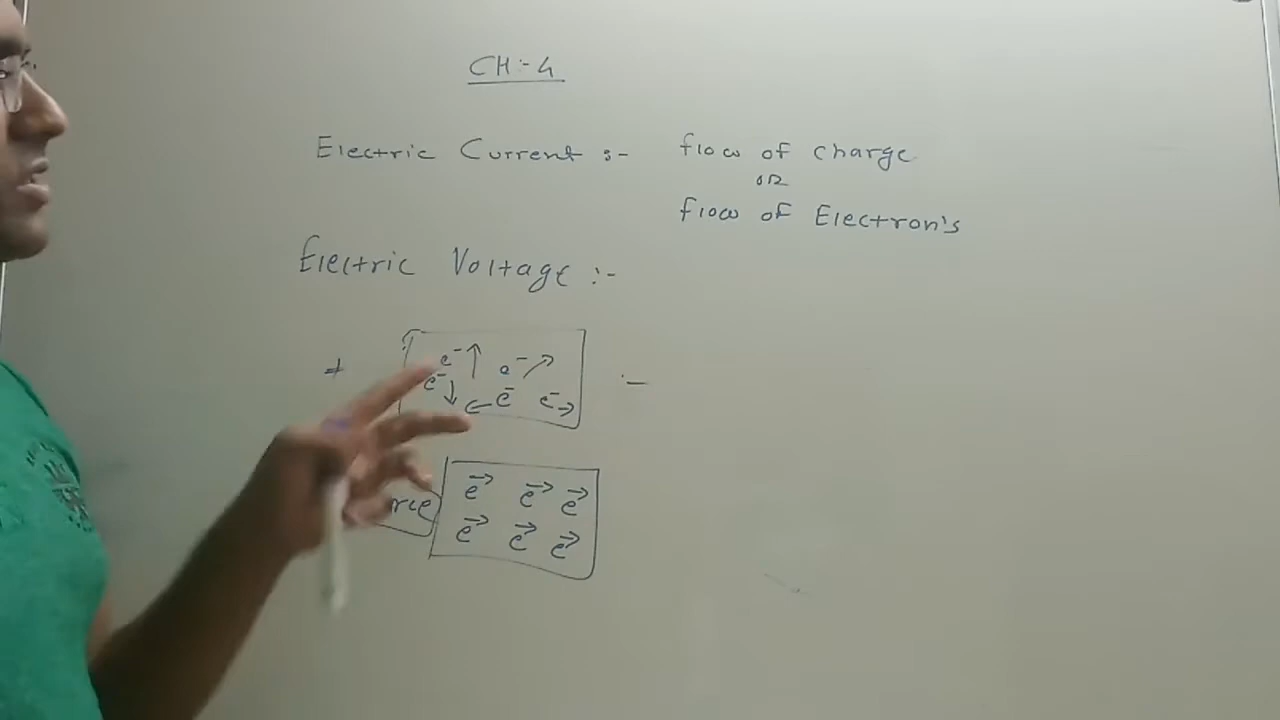 CH:- 4
Electric Current :- flow of charge
OR
flow of Electron's
Electric Voltage :-
+ e⁻↑ e⁻↗ -
e⁻↓ ←e⁻ e⁻→
e→ e→ e→
e→ e→ e→